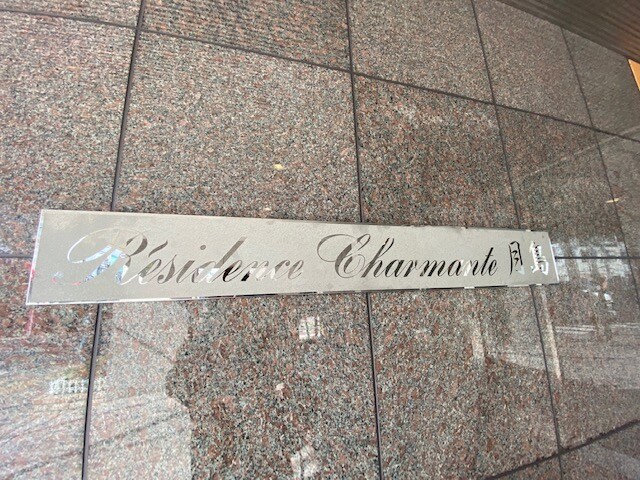 Résidence Charmante 月島